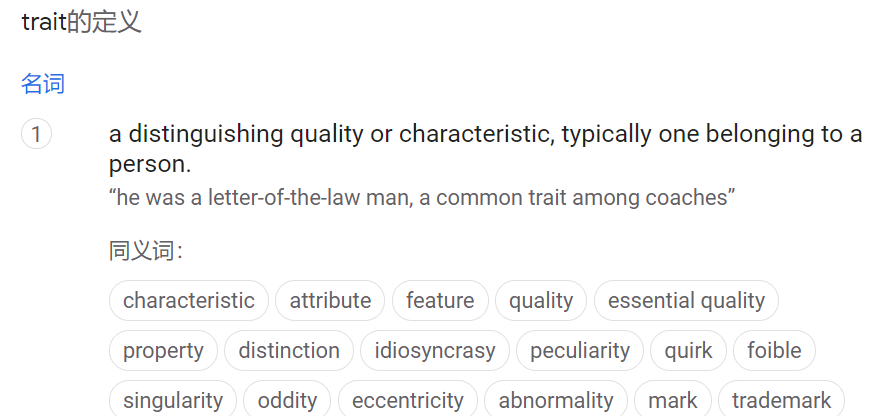 trait的定义
名词
1 a distinguishing quality or characteristic, typically one belonging to a
person.
“he was a letter-of-the-law man, a common trait among coaches”
同义词：
characteristic attribute feature quality essential quality
property distinction idiosyncrasy peculiarity quirk foible
singularity oddity eccentricity abnormality mark trademark